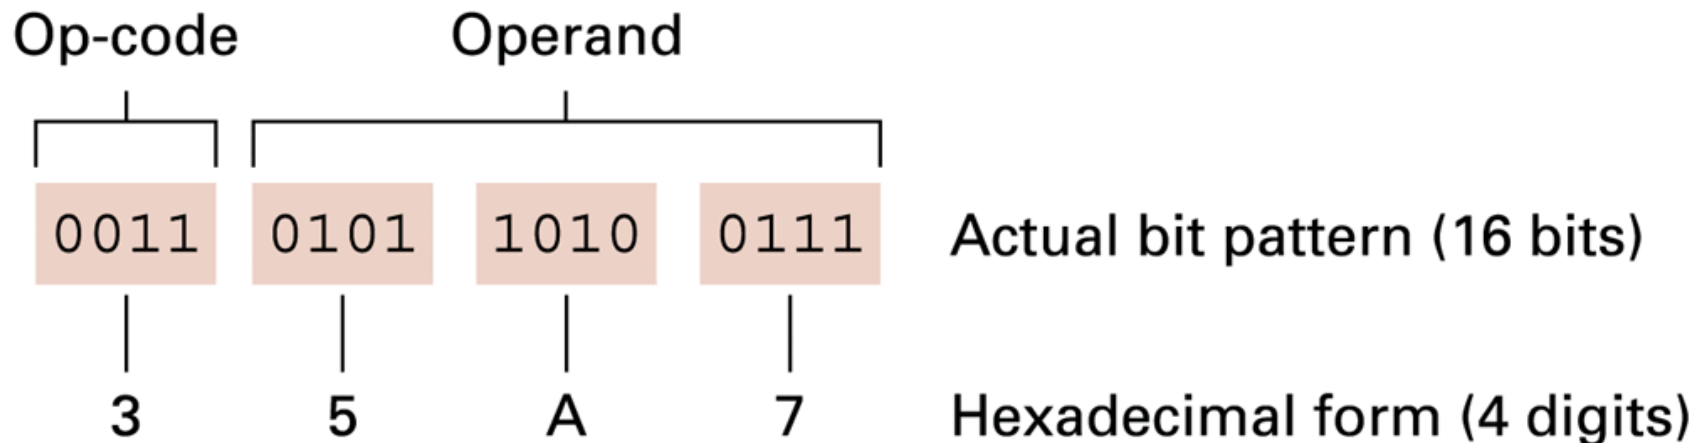 Op-code Operand
0011 0101 1010 0111 Actual bit pattern (16 bits)
3 5 A 7 Hexadecimal form (4 digits)